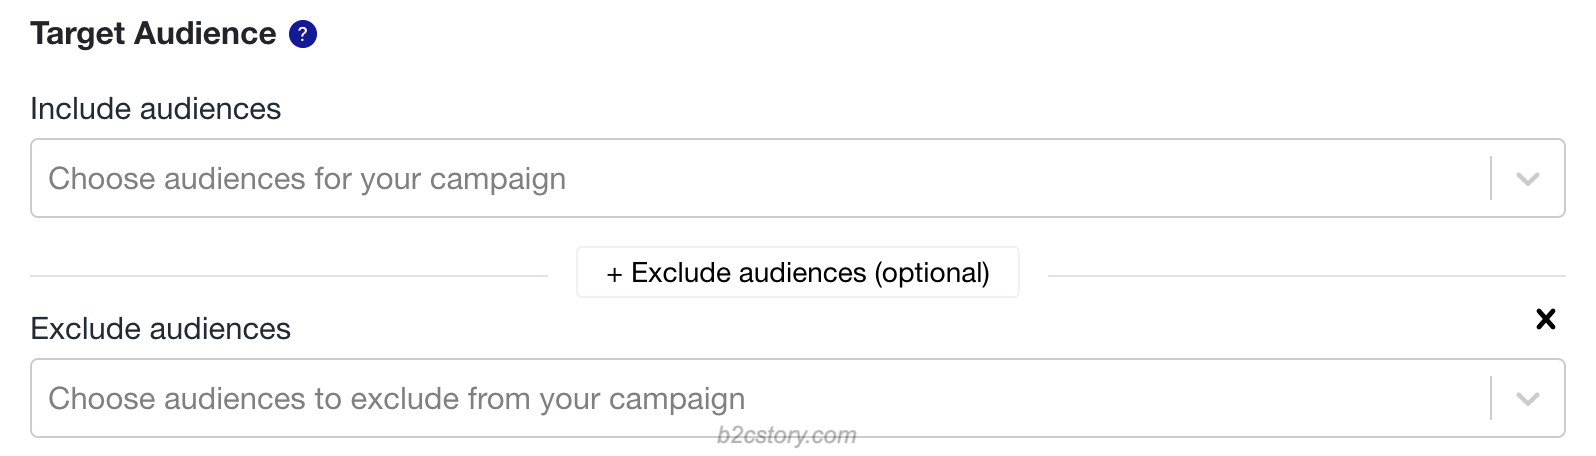 Target Audience ?
Include audiences
Choose audiences for your campaign
+ Exclude audiences (optional)
Exclude audiences
Choose audiences to exclude from your campaign
b2cstory.com